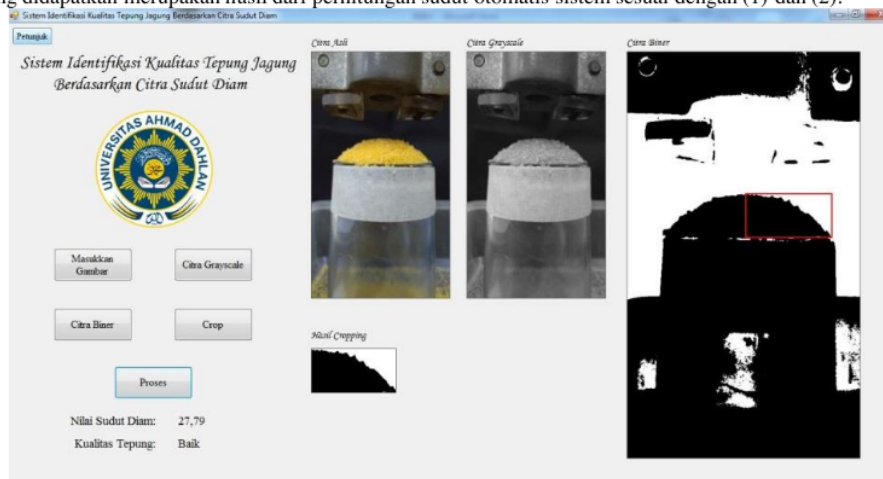 didapatkan merupakan hasil dari perhitungan sudut otomatis sistem sesuai dengan (1) dan (2).
Sistem Identifikasi Kualitas Tepung Jagung Berdasarkan Citra Sudut Diam
Petunjuk
Sistem Identifikasi Kualitas Tepung Jagung
Berdasarkan Citra Sudut Diam
UNIVERSITAS AHMAD DAHLAN
Masukkan
Gambar
Citra Grayscale
Citra Biner
Crop
Proses
Nilai Sudut Diam: 27,79
Kualitas Tepung: Baik
Citra Asli
Citra Grayscale
Citra Biner
Hasil Cropping